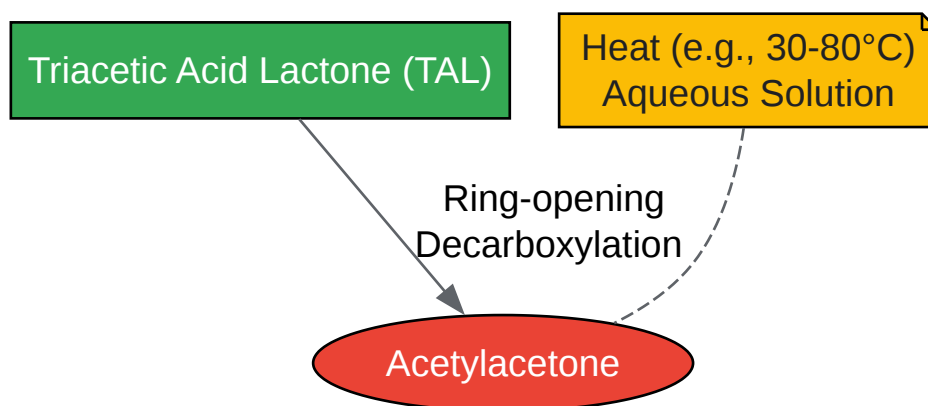 Triacetic Acid Lactone (TAL)
Heat (e.g., 30-80°C)
Aqueous Solution
Ring-opening
Decarboxylation
Acetylacetone